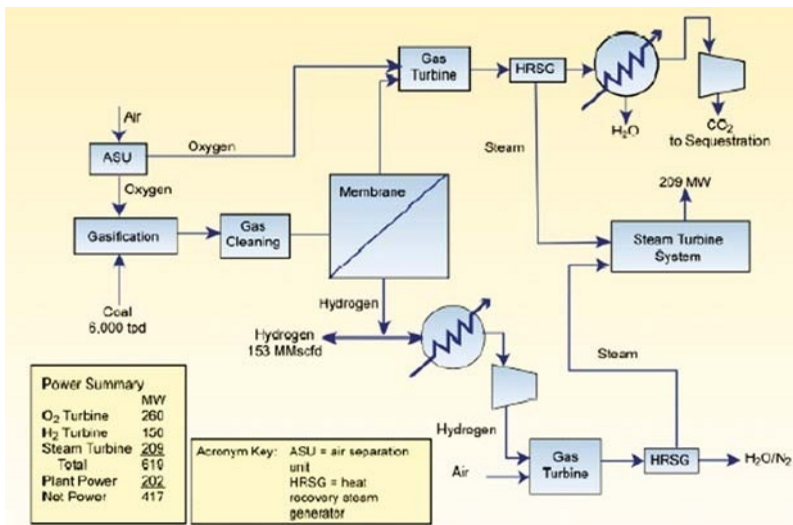 Gas
Turbine
HRSG
H₂O
CO₂
to Sequestration
Air
ASU
Oxygen
Oxygen
Steam
Membrane
209 MW
Gasification
Gas
Cleaning
Steam Turbine
System
Coal
6,000 tpd
Hydrogen
Hydrogen
153 MMscfd
Steam
Power Summary
MW
O₂ Turbine 260
H₂ Turbine 150
Steam Turbine 209
Total 619
Plant Power 202
Net Power 417
Acronym Key: ASU = air separation
unit
HRSG = heat
recovery steam
generator
Hydrogen
Air
Gas
Turbine
HRSG
H₂O/N₂